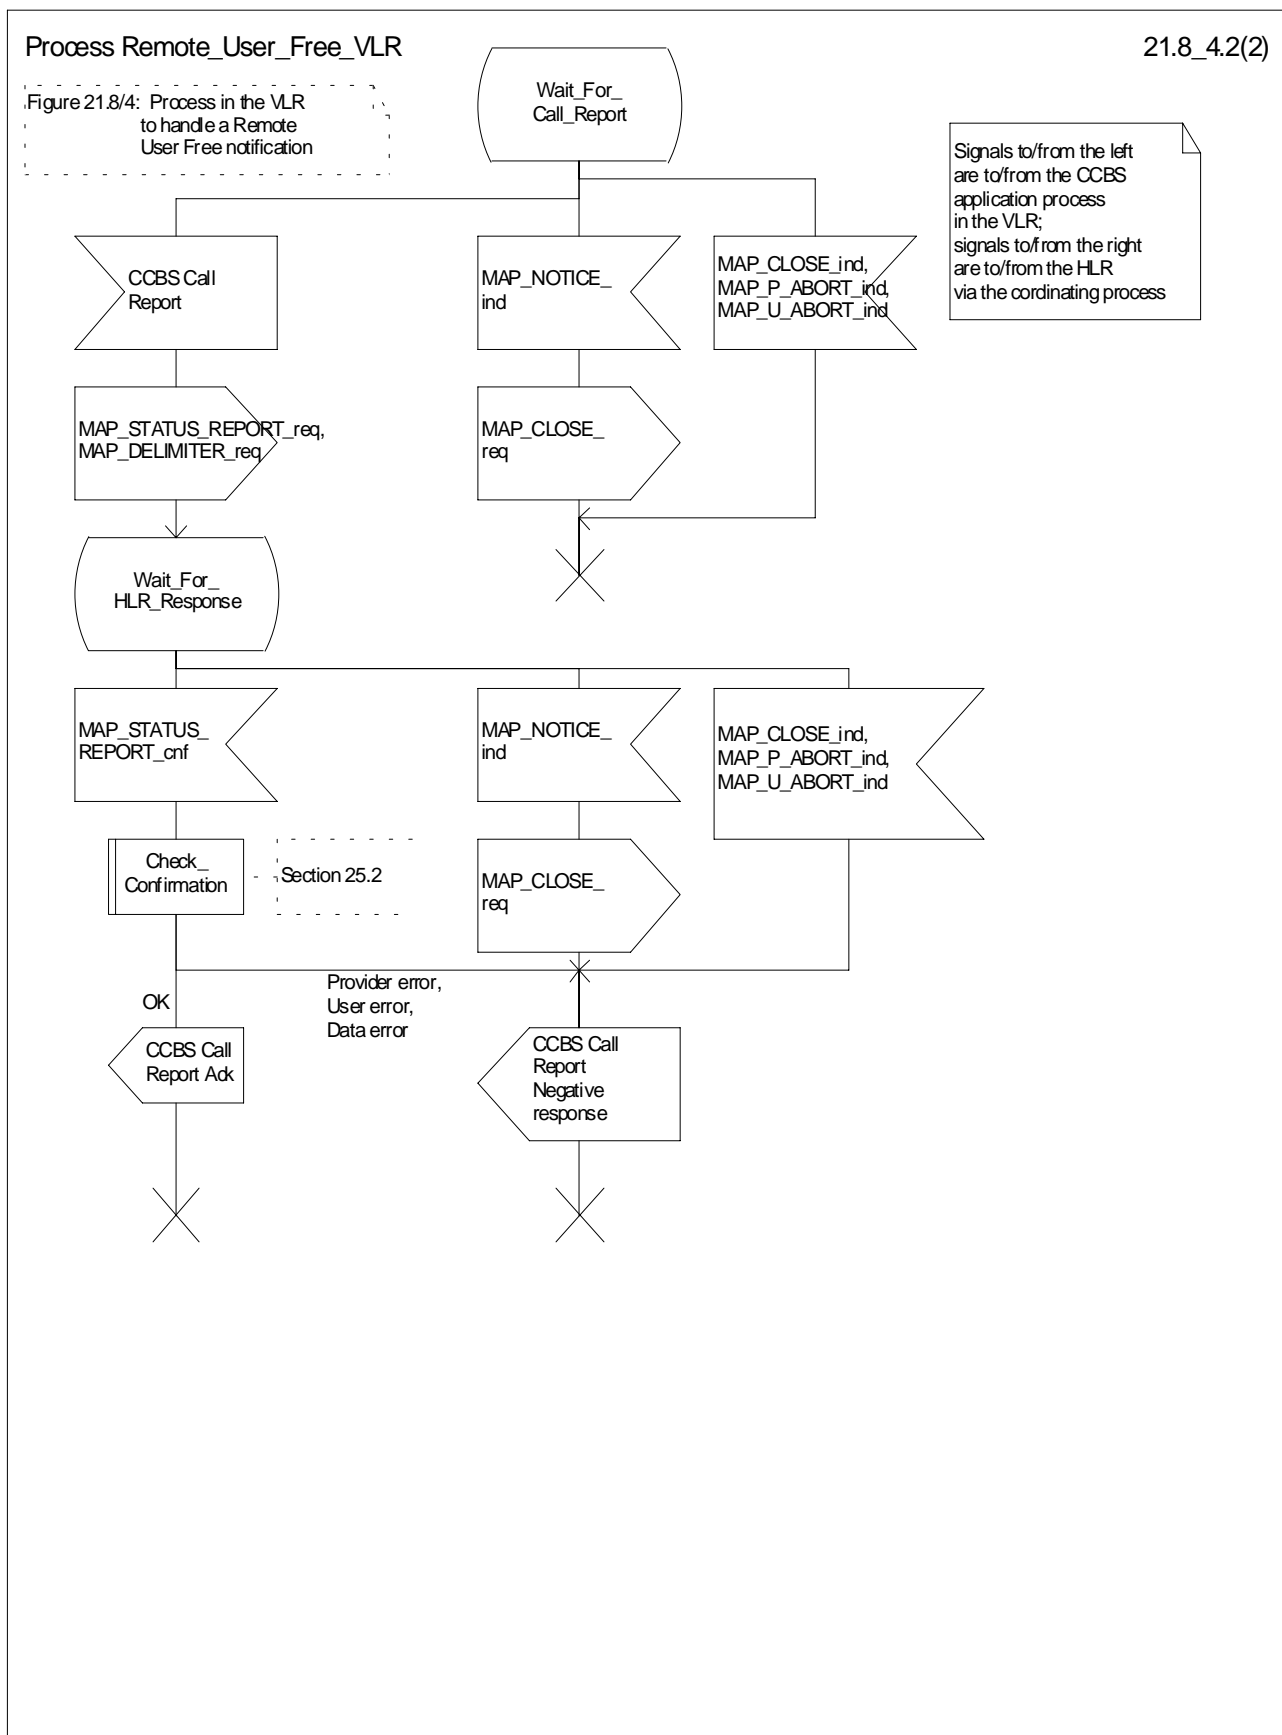 Process Remote_User_Free_VLR
21.8_4.2(2)
Figure 21.8/4: Process in the VLR
to handle a Remote
User Free notification
Wait_For_
Call_Report
Signals to/from the left
are to/from the CCBS
application process
in the VLR;
signals to/from the right
are to/from the HLR
via the cordinating process
CCBS Call
Report
MAP_NOTICE_
ind
MAP_CLOSE_ind,
MAP_P_ABORT_ind,
MAP_U_ABORT_ind
MAP_STATUS_REPORT_req,
MAP_DELIMITER_req
MAP_CLOSE_
req
Wait_For_
HLR_Response
MAP_STATUS_
REPORT_cnf
MAP_NOTICE_
ind
MAP_CLOSE_ind,
MAP_P_ABORT_ind,
MAP_U_ABORT_ind
Check_
Confirmation
Section 25.2
MAP_CLOSE_
req
Provider error,
User error,
Data error
OK
CCBS Call
Report Ack
CCBS Call
Report
Negative
response